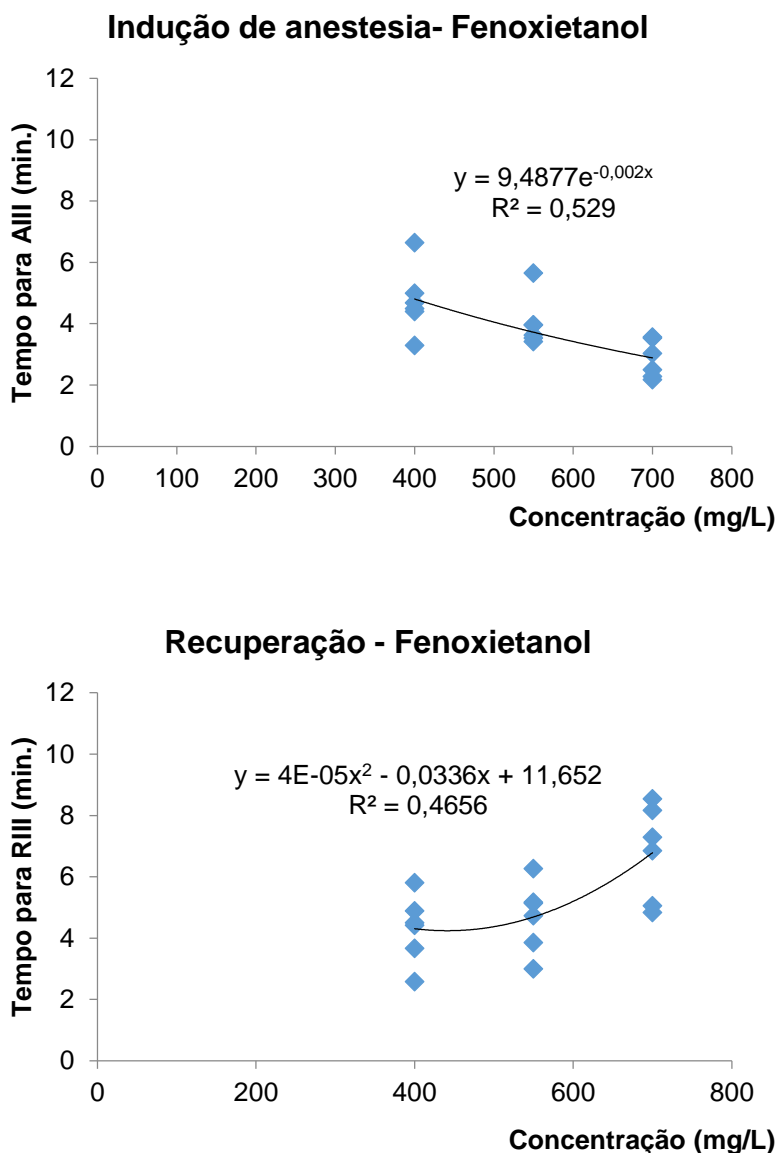 Indução de anestesia- Fenoxietanol
Tempo para AIII (min.)
12
10
8
6
4
2
0
y = 9,4877e^-0,002x
R² = 0,529
0 100 200 300 400 500 600 700 800
Concentração (mg/L)
Recuperação - Fenoxietanol
Tempo para RIII (min.)
12
10
8
6
4
2
0
y = 4E-05x² - 0,0336x + 11,652
R² = 0,4656
0 200 400 600 800
Concentração (mg/L)